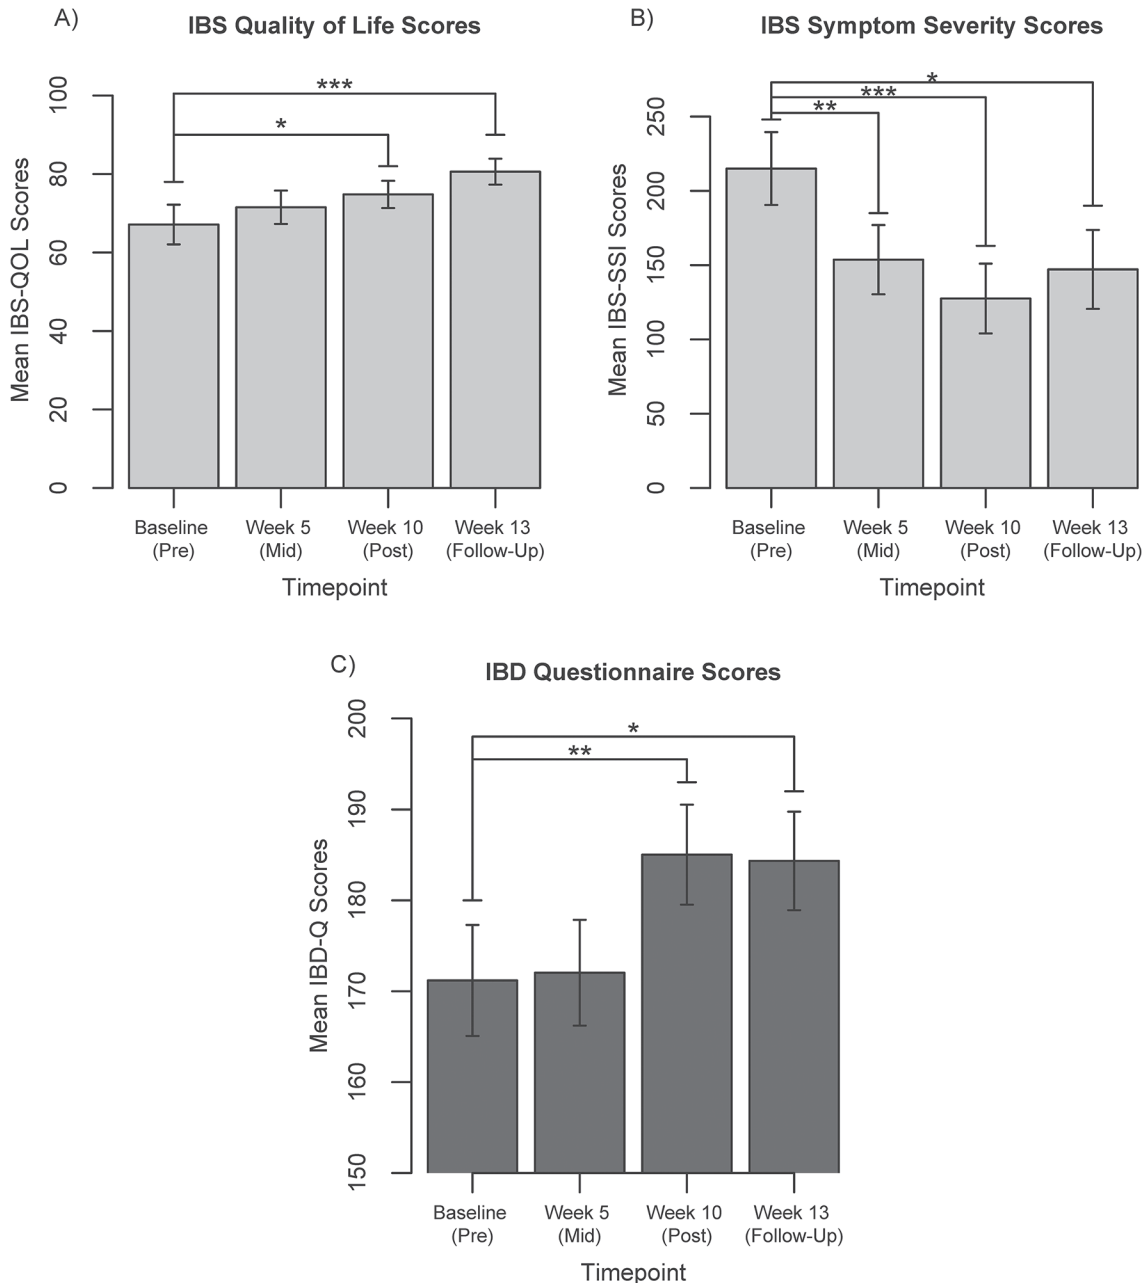 A)
IBS Quality of Life Scores
Mean IBS-QOL Scores
100
80
60
40
20
0
***
*
Baseline (Pre)
Week 5 (Mid)
Week 10 (Post)
Week 13 (Follow-Up)
Timepoint
B)
IBS Symptom Severity Scores
Mean IBS-SSI Scores
250
200
150
100
50
0
*
***
**
Baseline (Pre)
Week 5 (Mid)
Week 10 (Post)
Week 13 (Follow-Up)
Timepoint
C)
IBD Questionnaire Scores
Mean IBD-Q Scores
200
190
180
170
160
150
*
**
Baseline (Pre)
Week 5 (Mid)
Week 10 (Post)
Week 13 (Follow-Up)
Timepoint